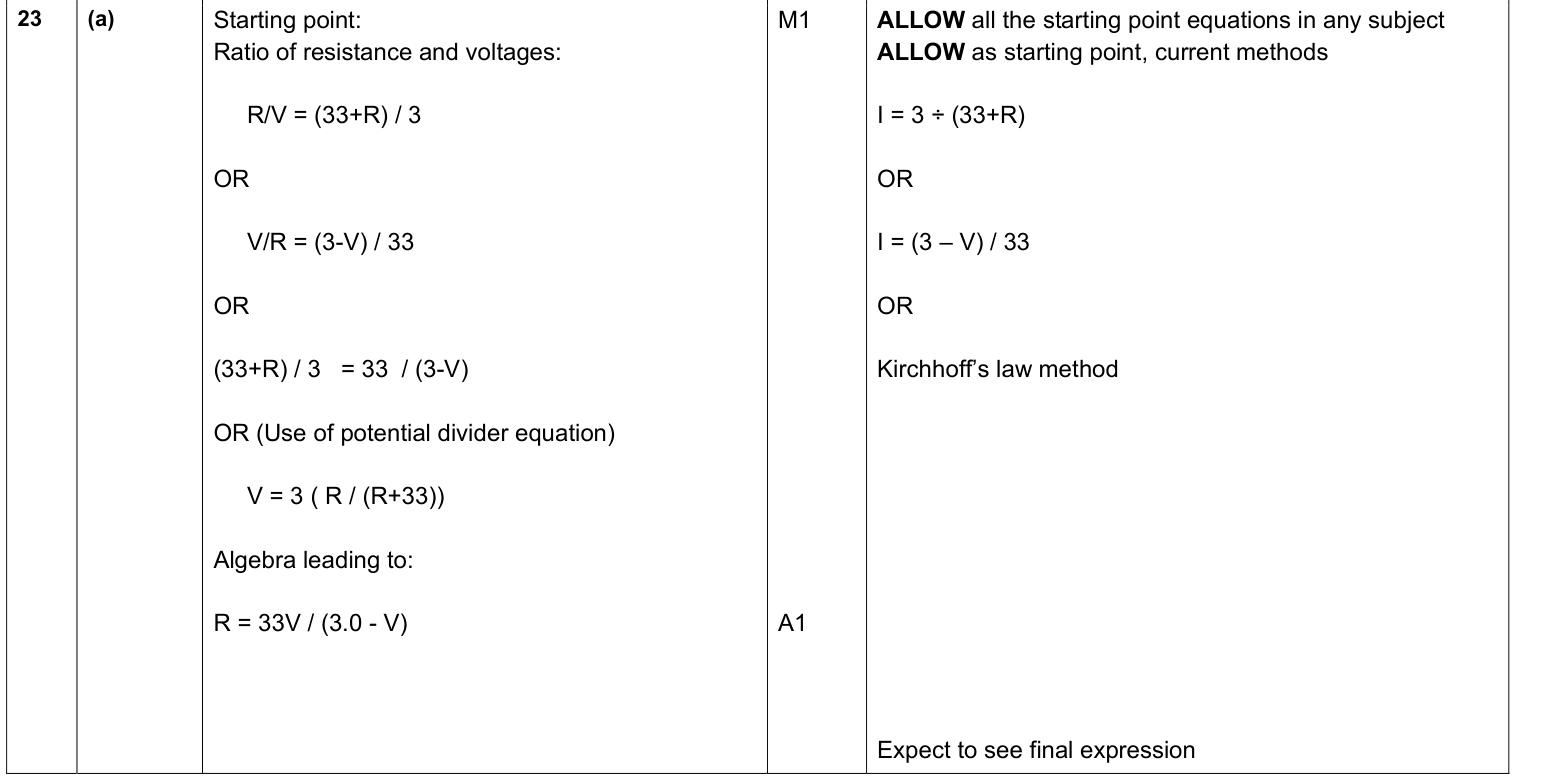 23 (a) Starting point: M1 ALLOW all the starting point equations in any subject
Ratio of resistance and voltages: ALLOW as starting point, current methods
R/V = (33+R) / 3 I = 3 ÷ (33+R)
OR OR
V/R = (3-V) / 33 I = (3 – V) / 33
OR OR
(33+R) / 3 = 33 / (3-V) Kirchhoff's law method
OR (Use of potential divider equation)
V = 3 ( R / (R+33))
Algebra leading to:
R = 33V / (3.0 - V) A1
Expect to see final expression